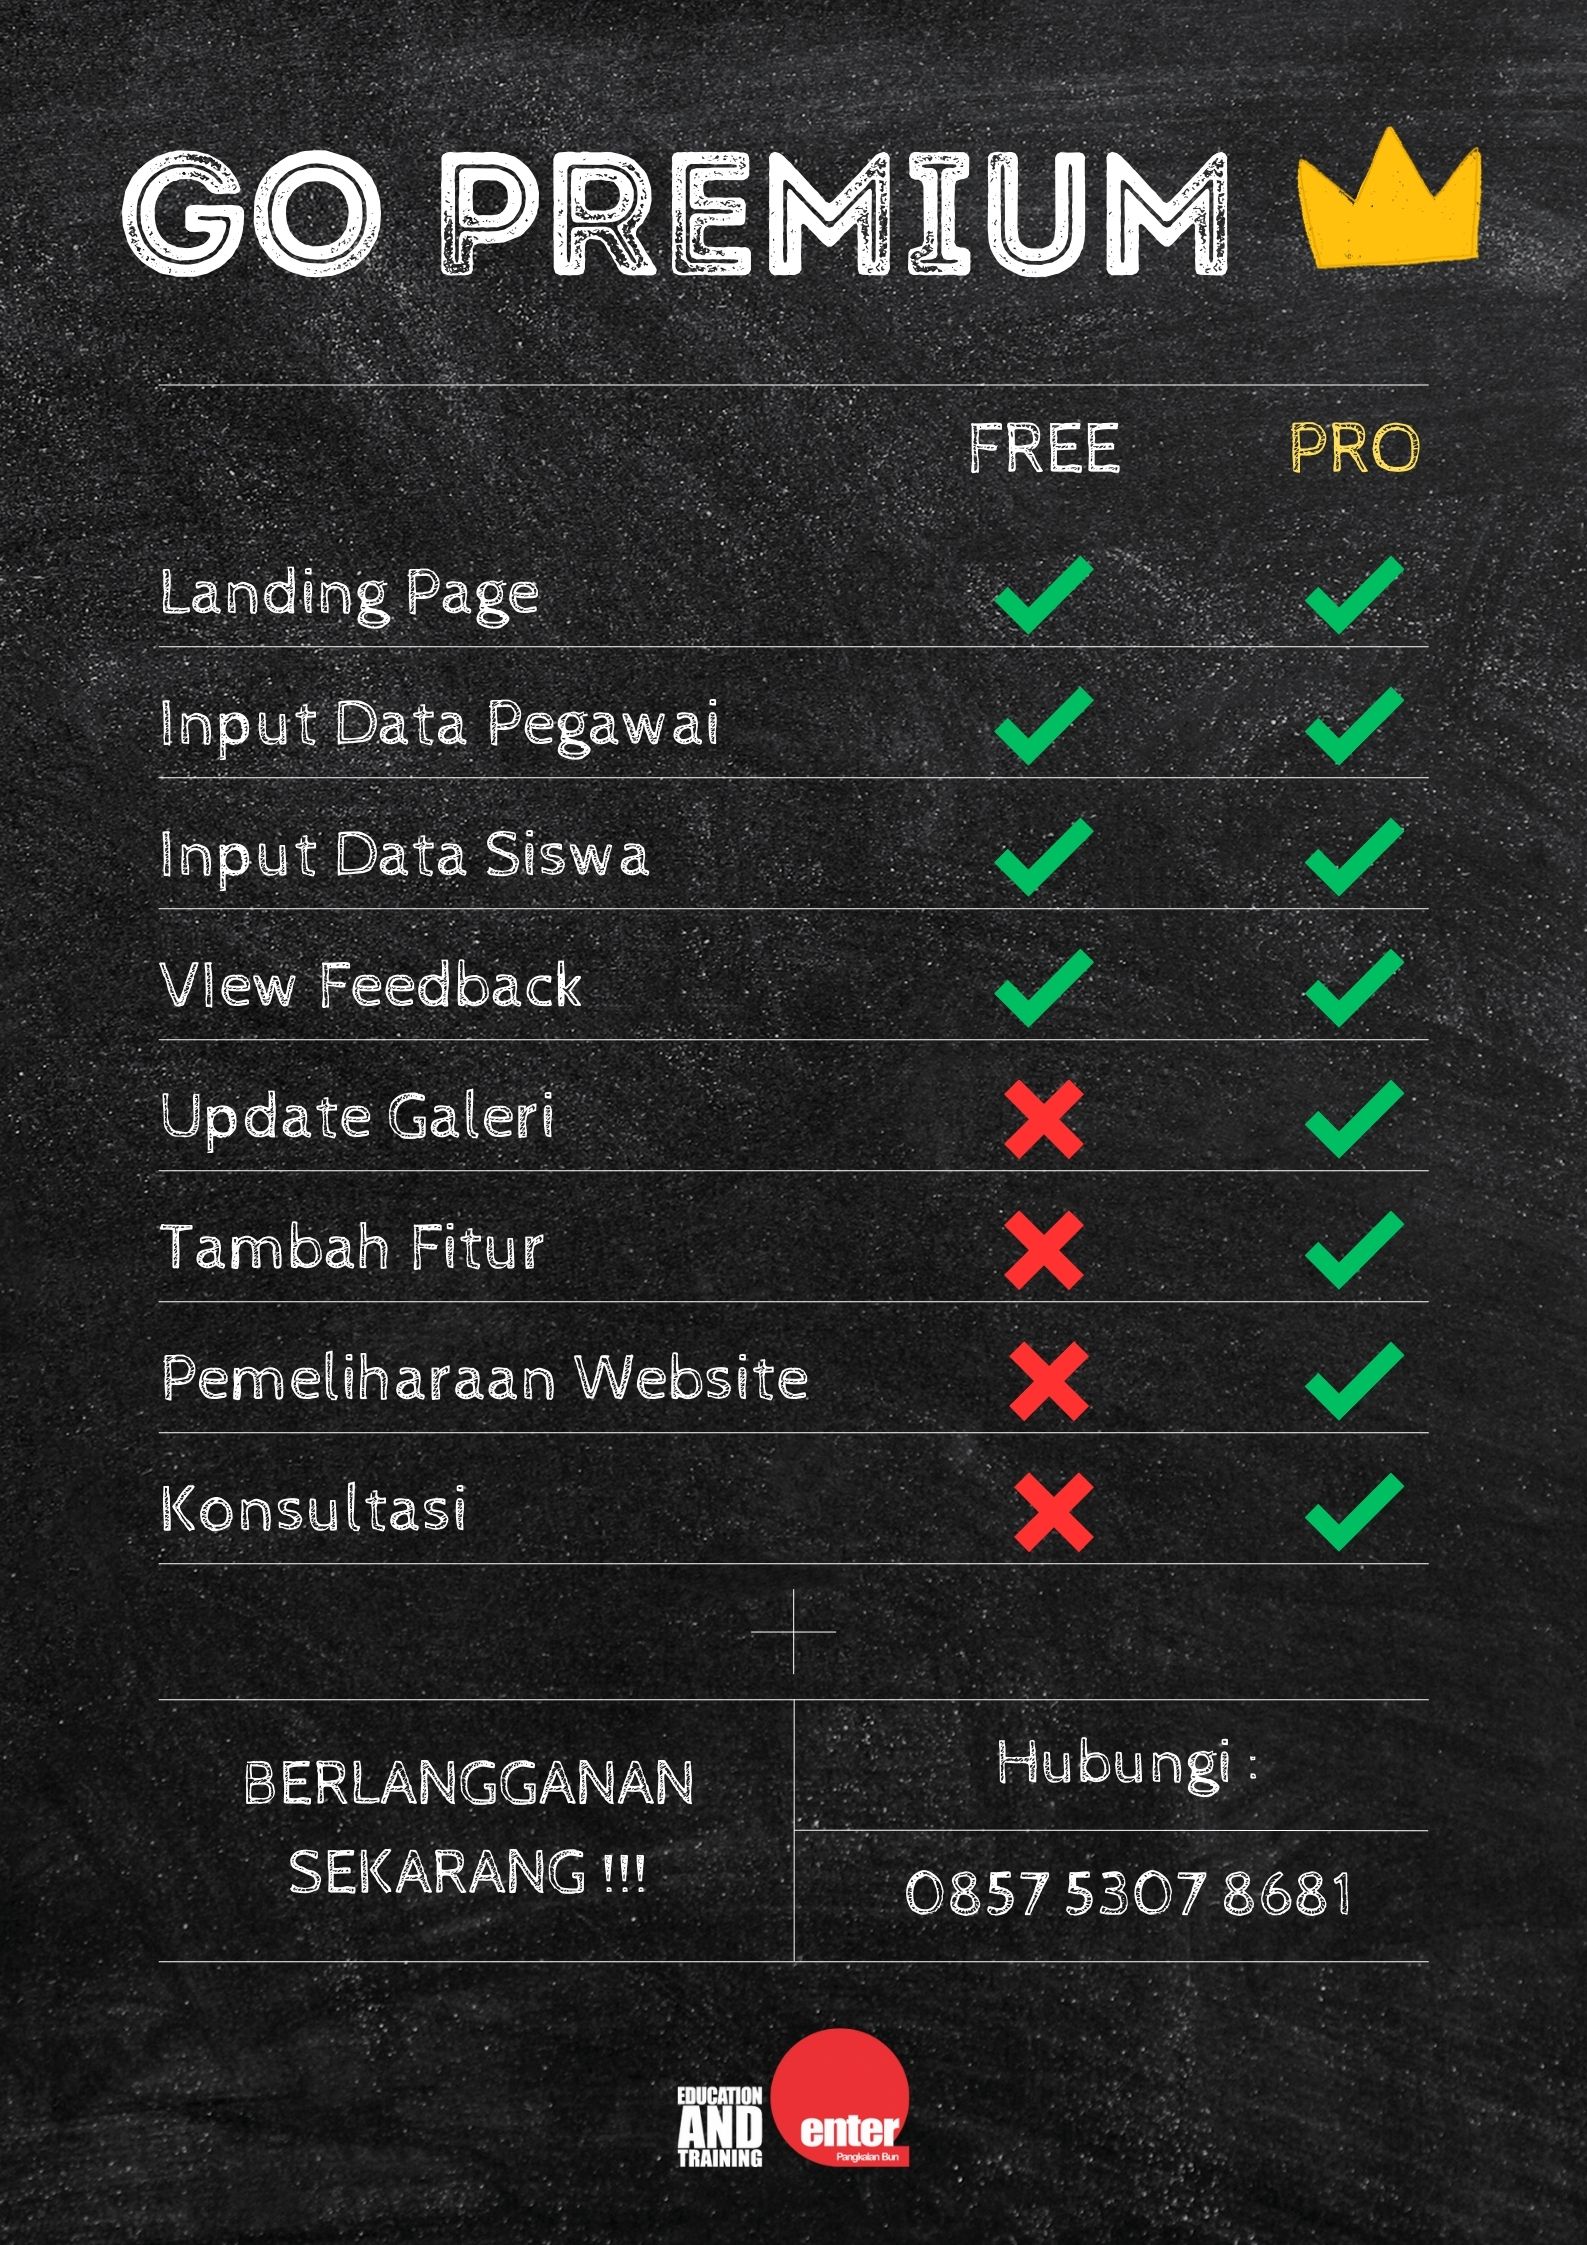 GO PREMIUM
FREE PRO
Landing Page
Input Data Pegawai
Input Data Siswa
VIew Feedback
Update Galeri
Tambah Fitur
Pemeliharaan Website
Konsultasi
BERLANGGANAN
SEKARANG !!!
Hubungi :
0857 5307 8681
EDUCATION
AND
TRAINING
enter
Pangkalan Bun